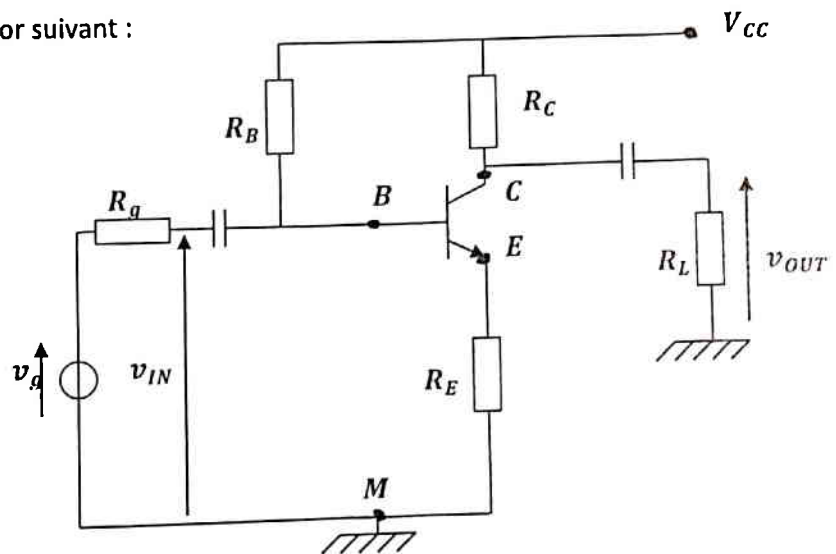 or suivant :
V_CC
R_B
R_C
R_g
B
C
E
R_L
v_OUT
v_g
v_IN
R_E
M